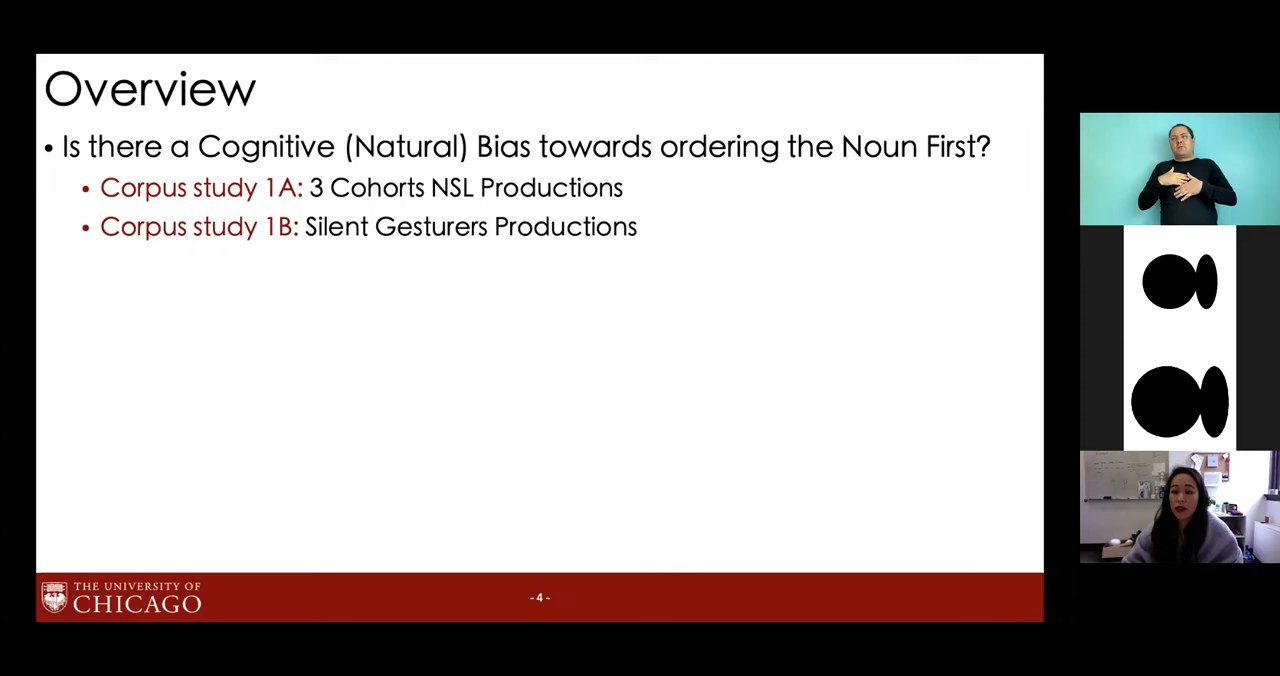 Overview
• Is there a Cognitive (Natural) Bias towards ordering the Noun First?
• Corpus study 1A: 3 Cohorts NSL Productions
• Corpus study 1B: Silent Gesturers Productions
THE UNIVERSITY OF
CHICAGO
- 4 -